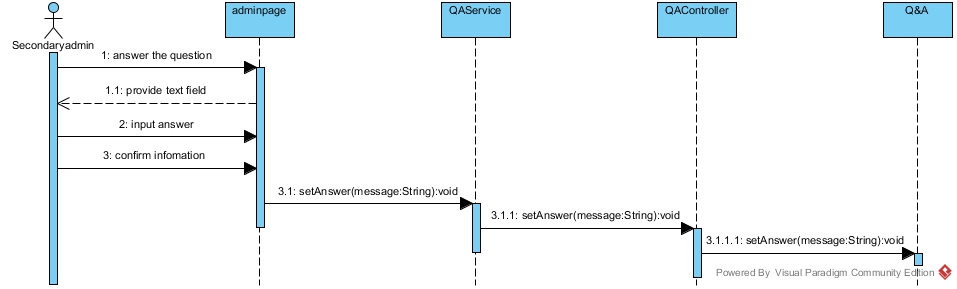 adminpage
QAService
QAController
Q&A
Secondaryadmin
1: answer the question
1.1: provide text field
2: input answer
3: confirm infomation
3.1: setAnswer(message:String):void
3.1.1: setAnswer(message:String):void
3.1.1.1: setAnswer(message:String):void
Powered By Visual Paradigm Community Edition